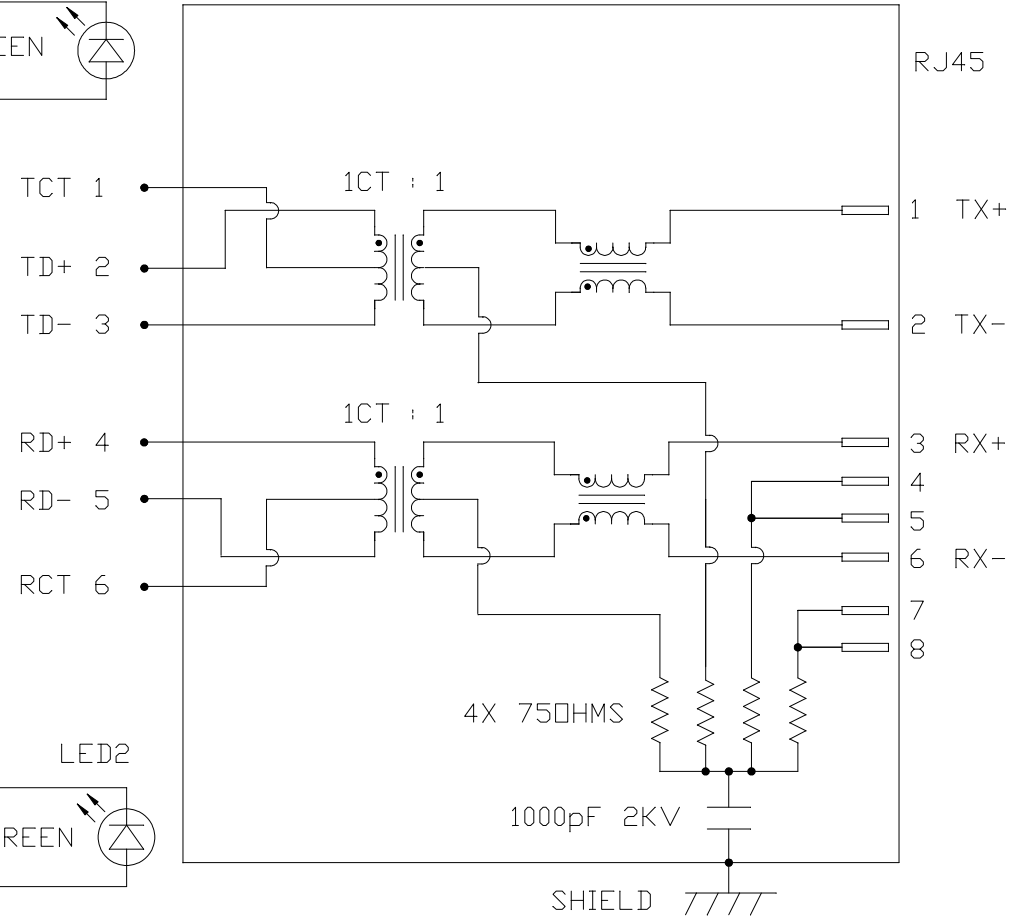 EEN
RJ45
TCT 1
1CT : 1
1 TX+
TD+ 2
TD- 3
2 TX-
1CT : 1
RD+ 4
3 RX+
4
RD- 5
5
6 RX-
RCT 6
7
8
4X 75OHMS
LED2
1000pF 2KV
REEN
SHIELD